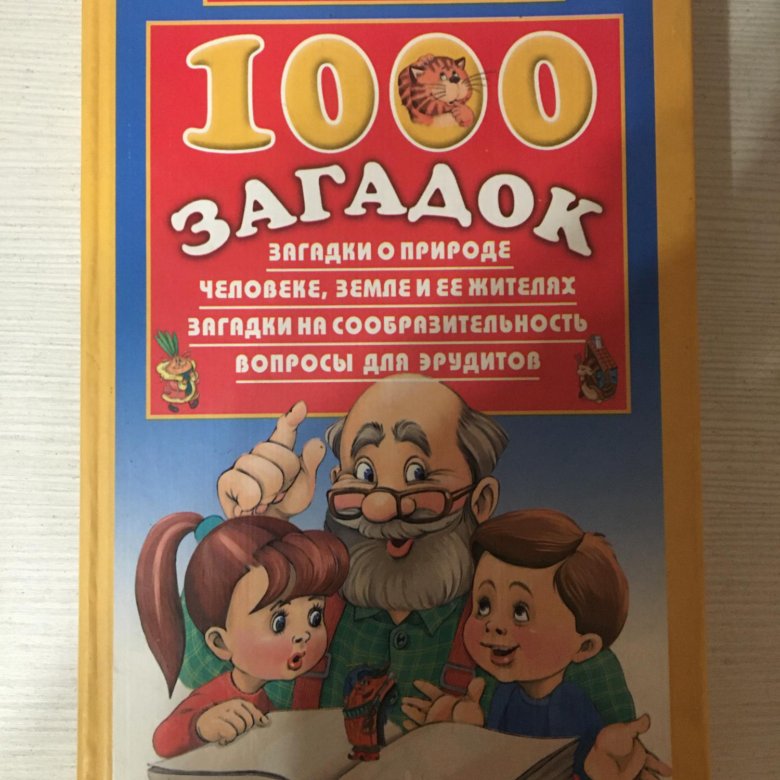 1000
ЗАГАДОК
ЗАГАДКИ О ПРИРОДЕ
ЧЕЛОВЕКЕ, ЗЕМЛЕ И ЕЕ ЖИТЕЛЯХ
ЗАГАДКИ НА СООБРАЗИТЕЛЬНОСТЬ
ВОПРОСЫ ДЛЯ ЭРУДИТОВ